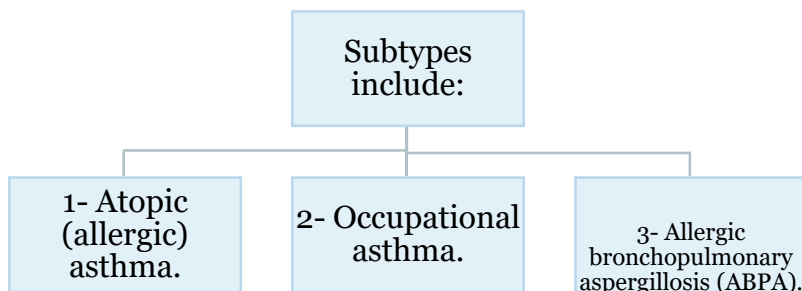 Subtypes
include:
1- Atopic
(allergic)
asthma.
2- Occupational
asthma.
3- Allergic
bronchopulmonary
aspergillosis (ABPA).